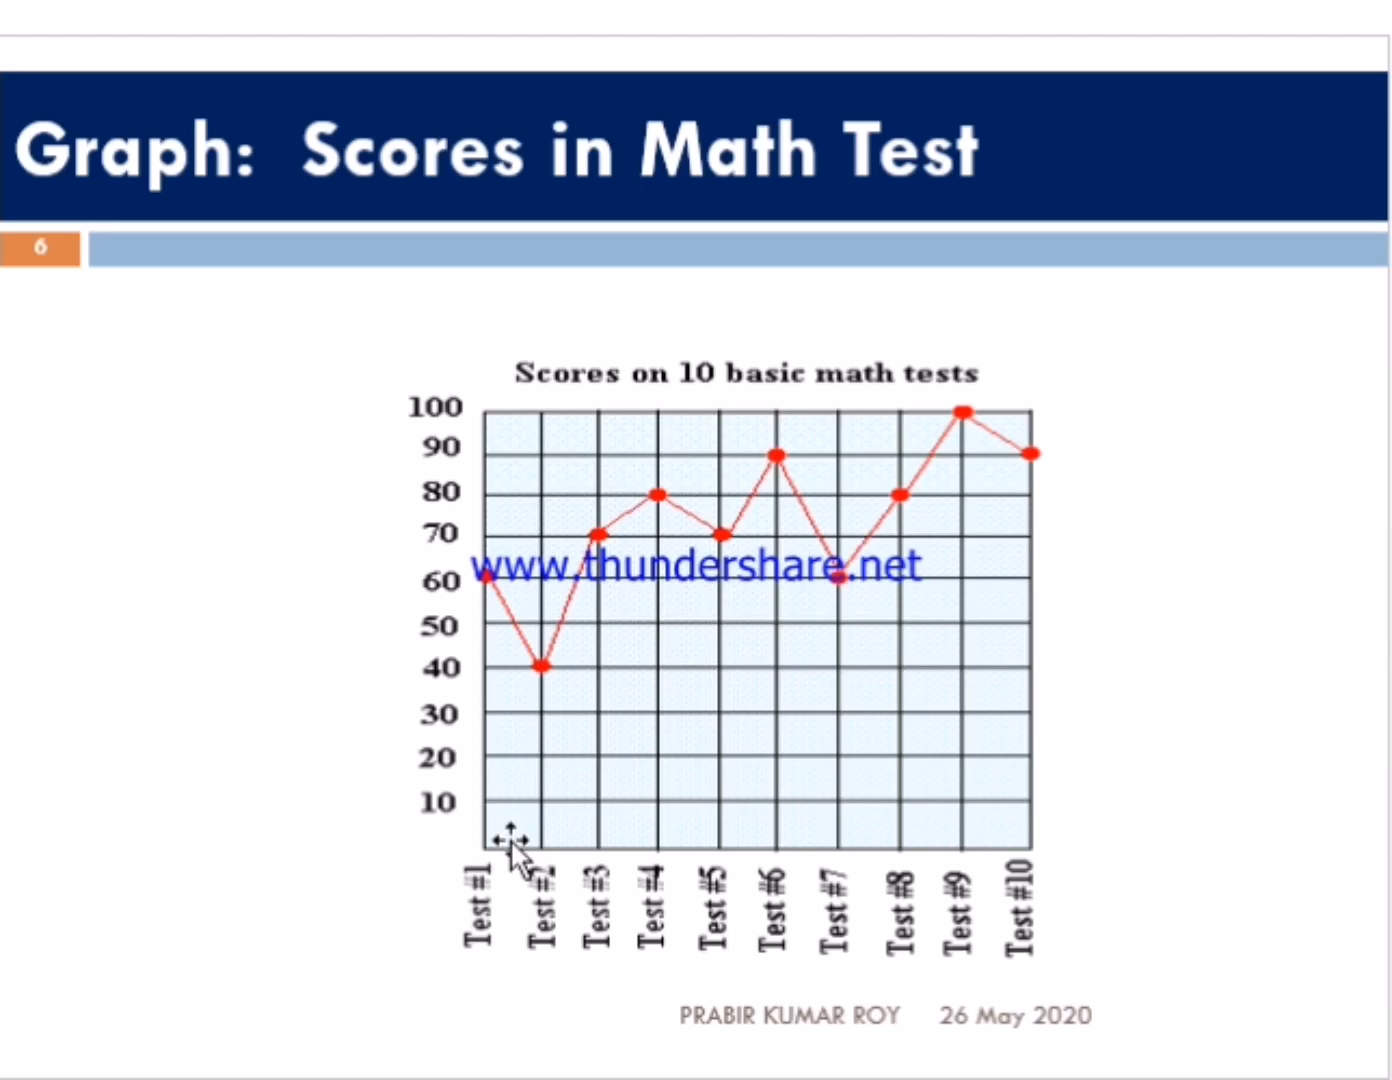 Graph: Scores in Math Test
6
Scores on 10 basic math tests
100
90
80
70
www.thundershare.net
60
50
40
30
20
10
Test #1 Test #2 Test #3 Test #4 Test #5 Test #6 Test #7 Test #8 Test #9 Test #10
PRABIR KUMAR ROY 26 May 2020